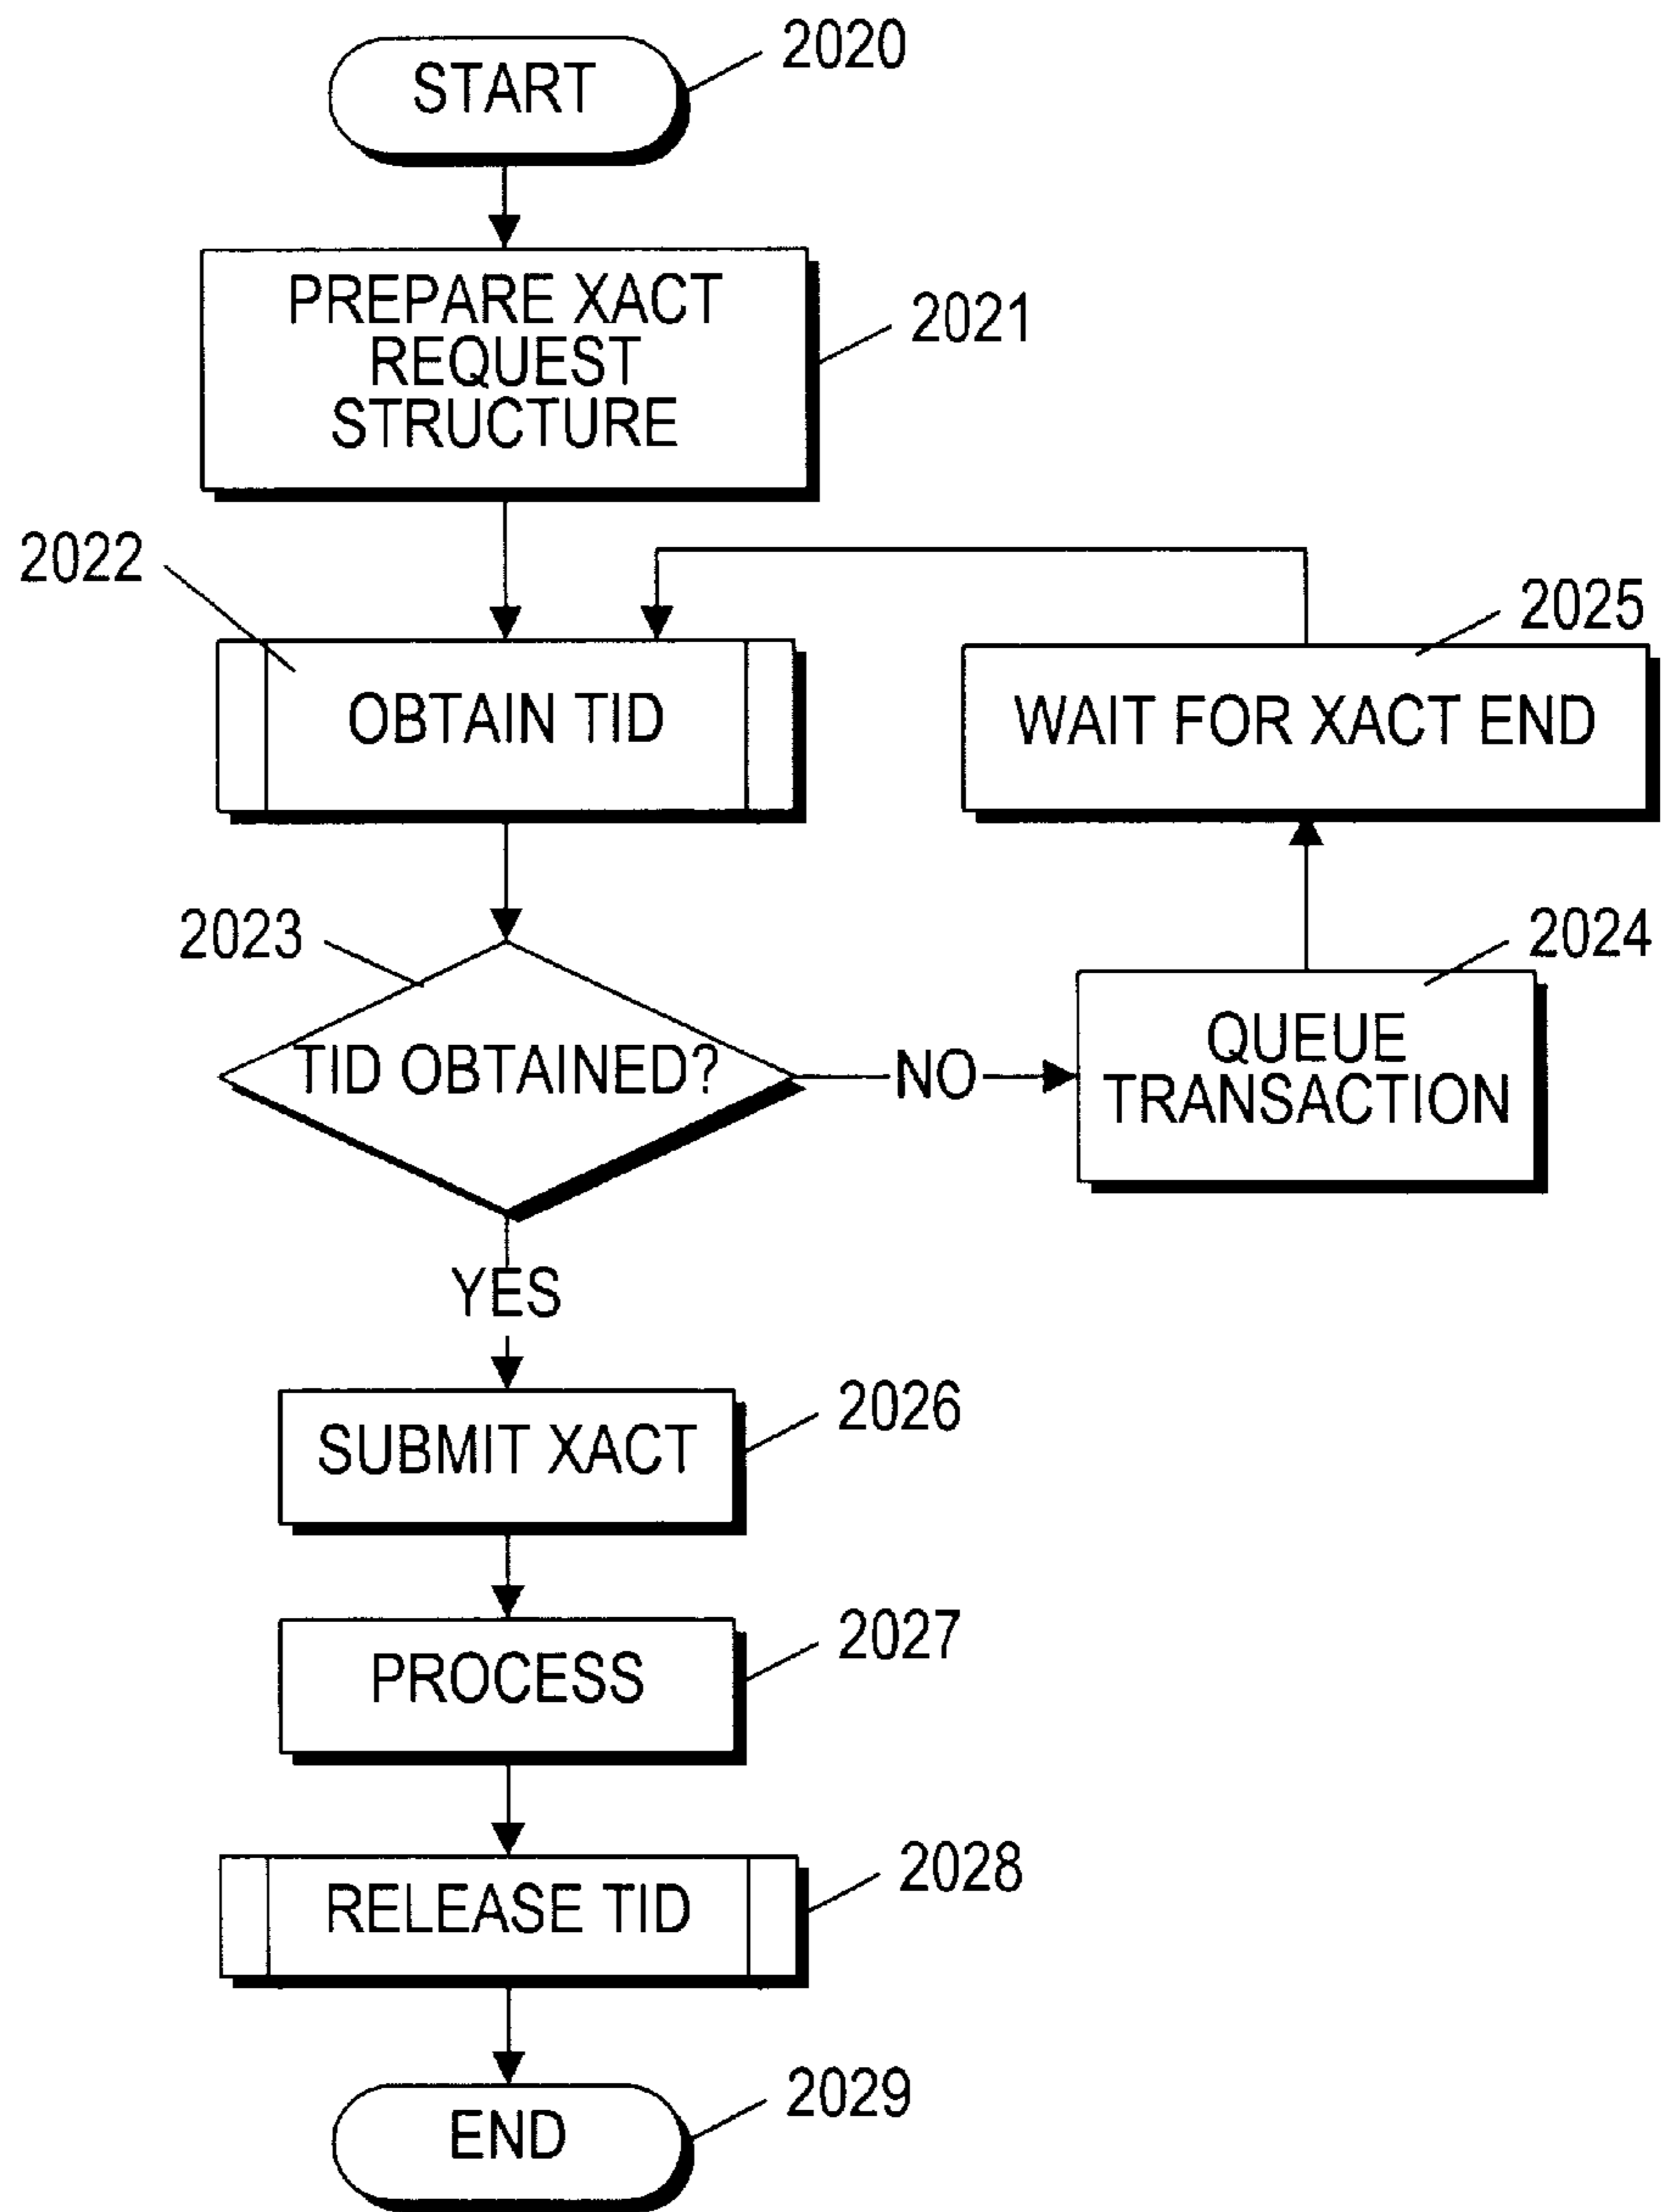 START
2020
PREPARE XACT
REQUEST
STRUCTURE
2021
2022
OBTAIN TID
2025
WAIT FOR XACT END
2023
TID OBTAINED?
NO
2024
QUEUE
TRANSACTION
YES
SUBMIT XACT
2026
PROCESS
2027
RELEASE TID
2028
END
2029